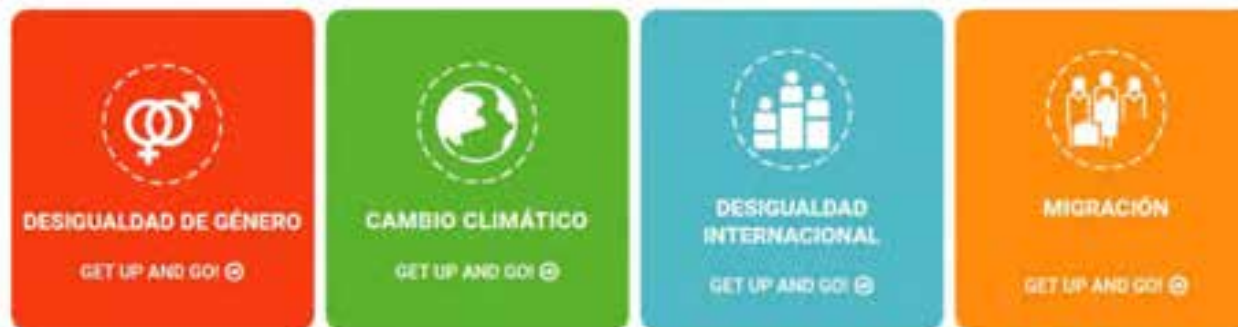 DESIGUALDAD DE GÉNERO
GET UP AND GO!
CAMBIO CLIMÁTICO
GET UP AND GO!
DESIGUALDAD
INTERNACIONAL
GET UP AND GO!
MIGRACIÓN
GET UP AND GO!